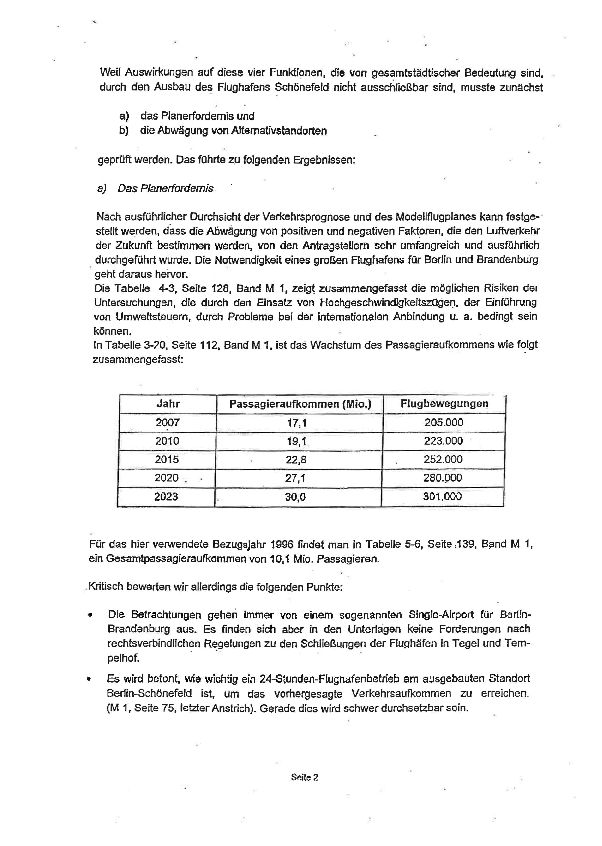 Weil Auswirkungen auf diese vier Funktionen, die von gesamtstädtischer Bedeutung sind,
durch den Ausbau des Flughafens Schönefeld nicht ausschließbar sind, musste zunächst
a) das Planerfordernis und
b) die Abwägung von Alternativstandorten
geprüft werden. Das führte zu folgenden Ergebnissen:
a) Das Planerfordernis
Nach ausführlicher Durchsicht der Verkehrsprognose und des Modellflugplanes kann festge-
stellt werden, dass die Abwägung von positiven und negativen Faktoren, die den Luftverkehr
der Zukunft bestimmen werden, von den Antragstellern sehr umfangreich und ausführlich
durchgeführt wurde. Die Notwendigkeit eines großen Flughafens für Berlin und Brandenburg
geht daraus hervor.
Die Tabelle 4-3, Seite 128, Band M 1, zeigt zusammengefasst die möglichen Risiken der
Untersuchungen, die durch den Einsatz von Hochgeschwindigkeitszügen, der Einführung
von Umweltsteuern, durch Probleme bei der internationalen Anbindung u. a. bedingt sein
können.
In Tabelle 3-20, Seite 112, Band M 1, ist das Wachstum des Passagieraufkommens wie folgt
zusammengefasst:
Jahr Passagieraufkommen (Mio.) Flugbewegungen
2007 17,1 205.000
2010 19,1 223.000
2015 22,8 252.000
2020 27,1 280.000
2023 30,0 301.000
Für das hier verwendete Bezugsjahr 1996 findet man in Tabelle 5-6, Seite 139, Band M 1,
ein Gesamtpassagieraufkommen von 10,1 Mio. Passagieren.
Kritisch bewerten wir allerdings die folgenden Punkte:
• Die Betrachtungen gehen immer von einem sogenannten Single-Airport für Berlin-
Brandenburg aus. Es finden sich aber in den Unterlagen keine Forderungen nach
rechtsverbindlichen Regelungen zu den Schließungen der Flughäfen in Tegel und Tem-
pelhof.
• Es wird betont, wie wichtig ein 24-Stunden-Flughafenbetrieb am ausgebauten Standort
Berlin-Schönefeld ist, um das vorhergesagte Verkehrsaufkommen zu erreichen.
(M 1, Seite 75, letzter Anstrich). Gerade dies wird schwer durchsetzbar sein.
Seite 2